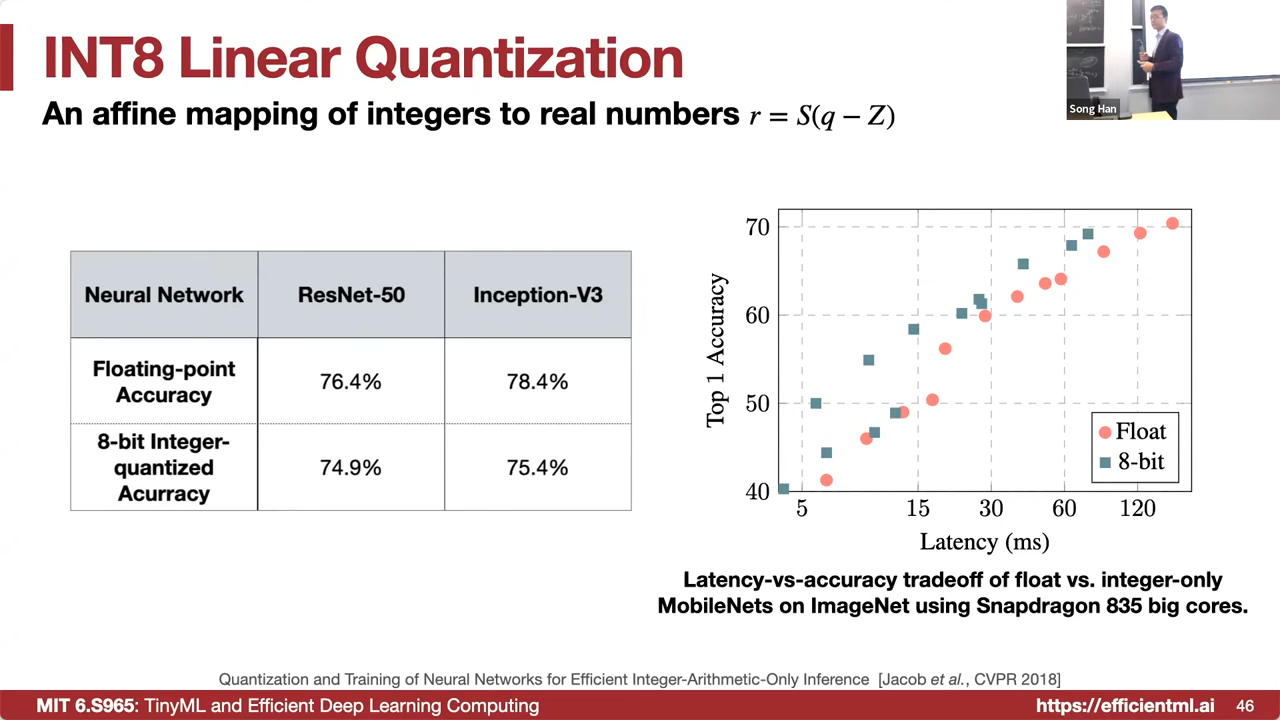 INT8 Linear Quantization
An affine mapping of integers to real numbers r = S(q − Z)
Song Han
Neural Network ResNet-50 Inception-V3
Floating-point
Accuracy
76.4% 78.4%
8-bit Integer-
quantized
Acurracy
74.9% 75.4%
Top 1 Accuracy
70
60
50
40
5 15 30 60 120
Latency (ms)
Float
8-bit
Latency-vs-accuracy tradeoff of float vs. integer-only
MobileNets on ImageNet using Snapdragon 835 big cores.
Quantization and Training of Neural Networks for Efficient Integer-Arithmetic-Only Inference [Jacob et al., CVPR 2018]
MIT 6.S965: TinyML and Efficient Deep Learning Computing
https://efficientml.ai 46